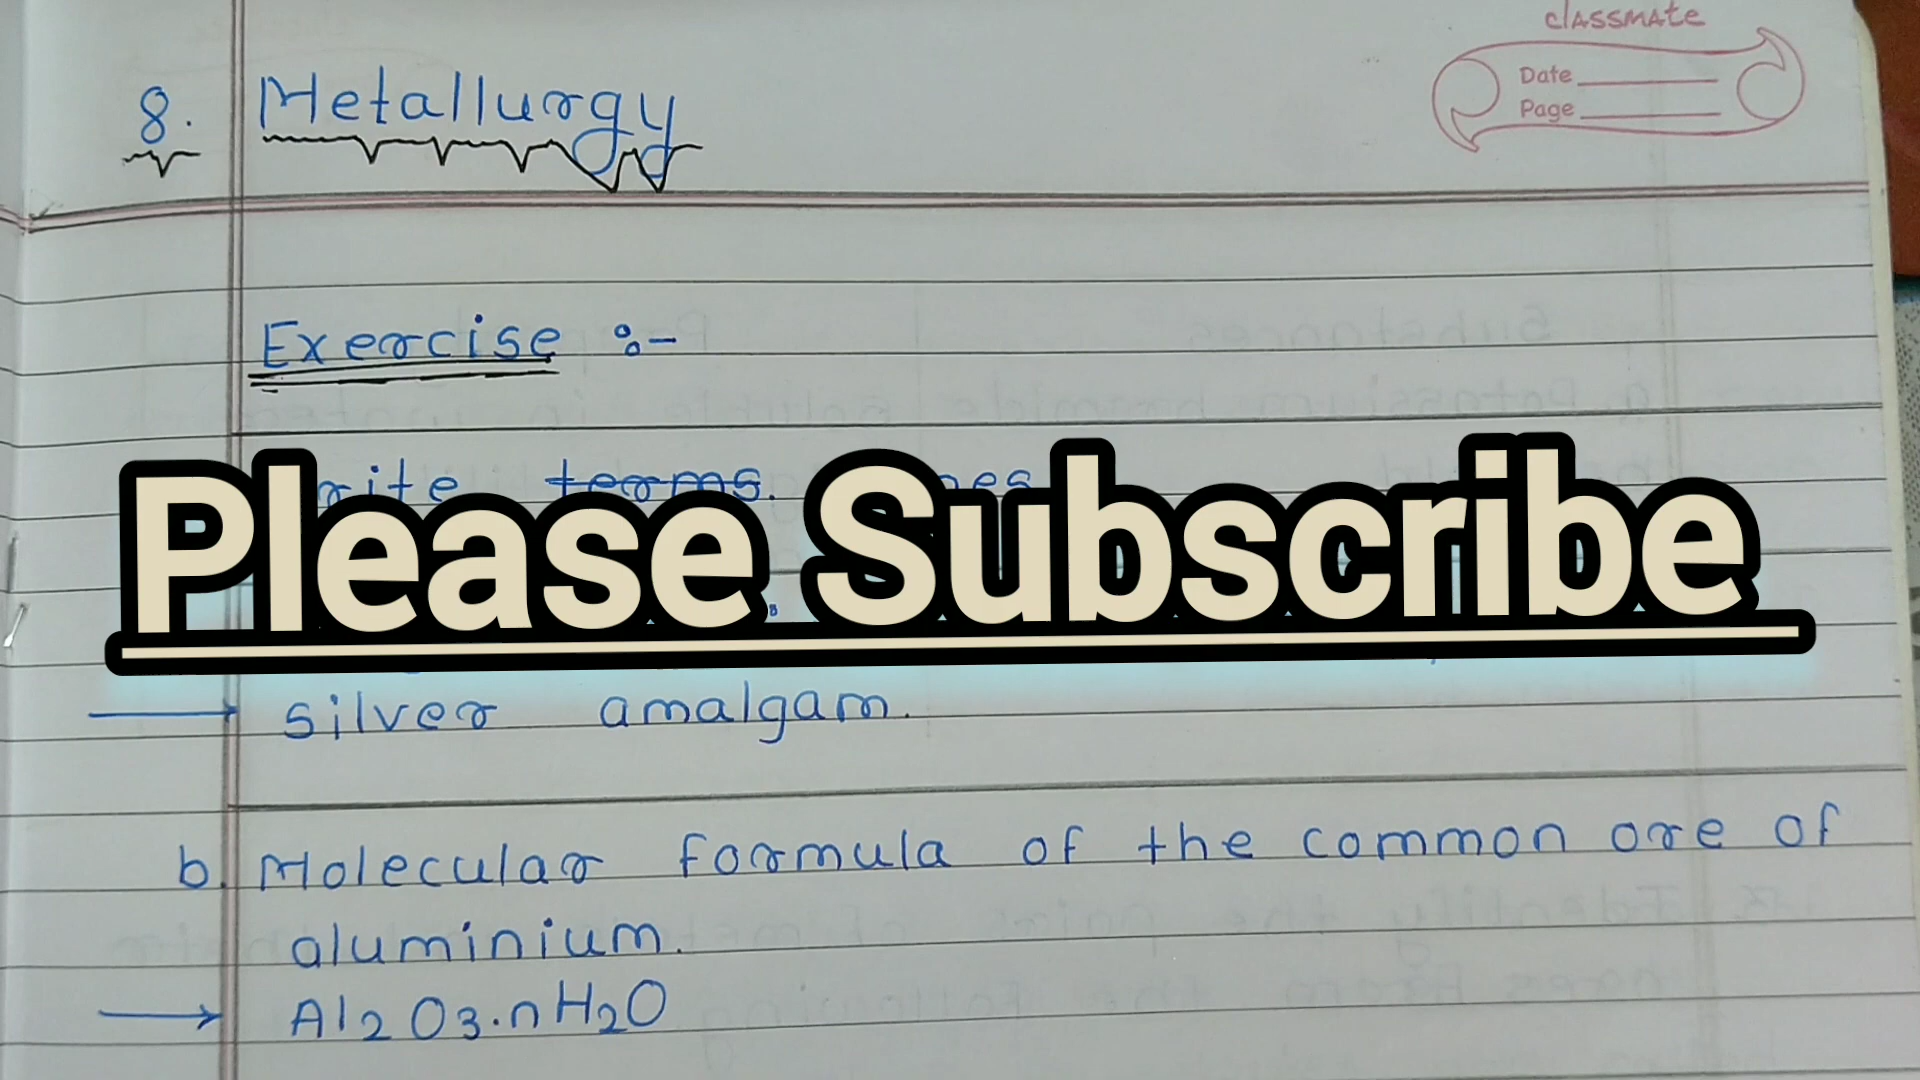 classmate
Date
Page
8. Metallurgy
Exercise :-
terms.
Please Subscribe
silver amalgam.
b. Molecular formula of the common ore of
aluminium.
Al2O3.nH2O